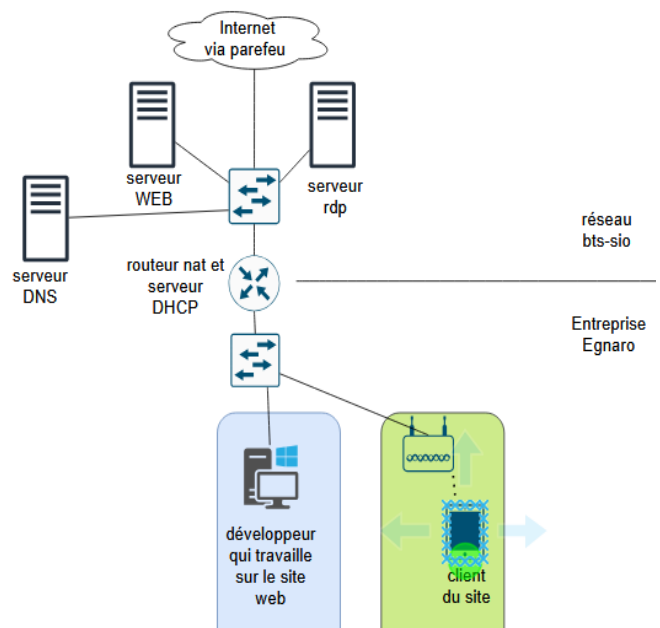 Internet
via parefeu
serveur
WEB
serveur
rdp
serveur
DNS
routeur nat et
serveur
DHCP
réseau
bts-sio
Entreprise
Egnaro
développeur
qui travaille
sur le site
web
client
du site